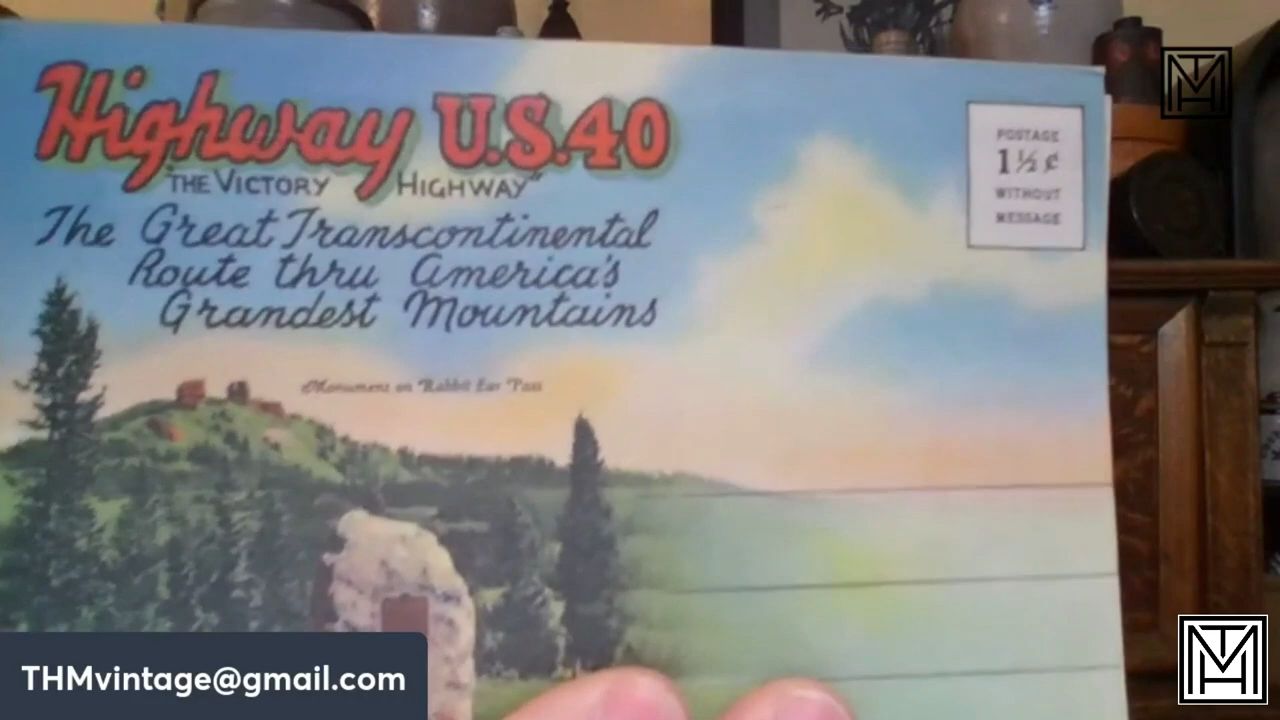 Highway U.S.40
"THE VICTORY HIGHWAY"
The Great Transcontinental
Route thru America's
Grandest Mountains
Monument on Rabbit Ear Pass
POSTAGE
1½¢
WITHOUT
MESSAGE
THMvintage@gmail.com